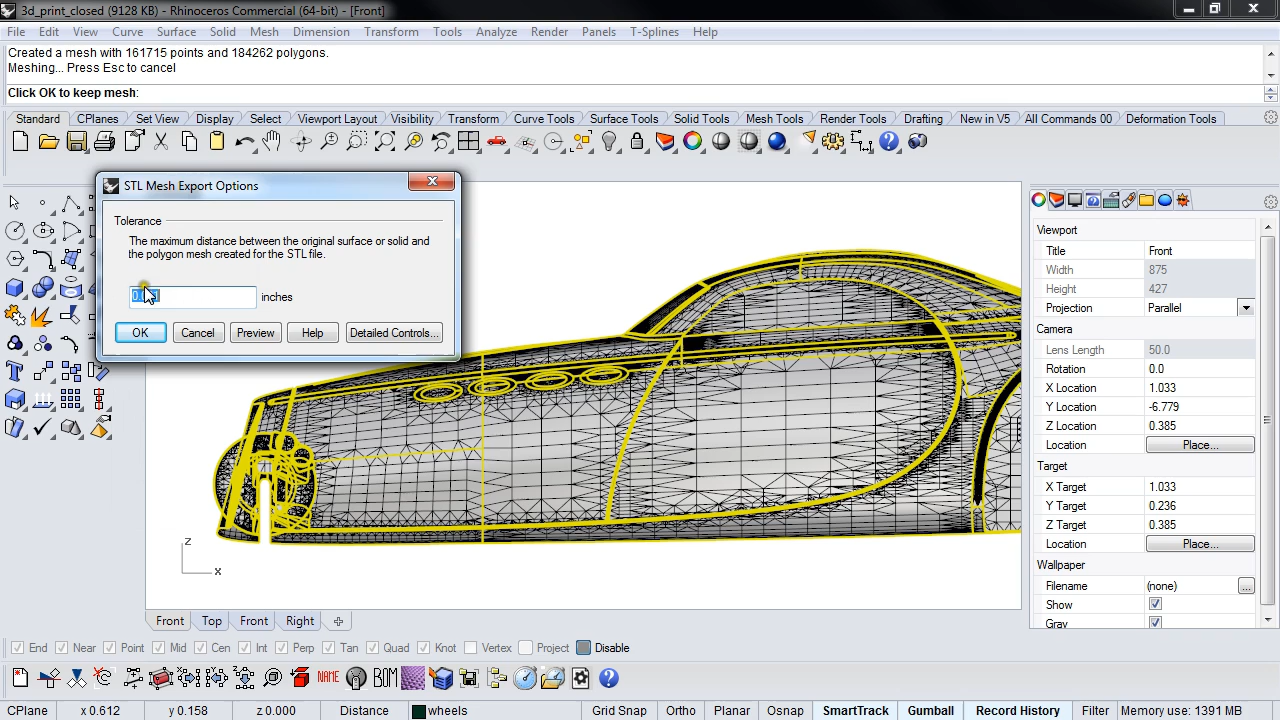 3d_print_closed (9128 KB) - Rhinoceros Commercial (64-bit) - [Front]
File Edit View Curve Surface Solid Mesh Dimension Transform Tools Analyze Render Panels T-Splines Help
Created a mesh with 161715 points and 184262 polygons.
Meshing... Press Esc to cancel
Click OK to keep mesh:
Standard CPlanes Set View Display Select Viewport Layout Visibility Transform Curve Tools Surface Tools Solid Tools Mesh Tools Render Tools Drafting New in V5 All Commands 00 Deformation Tools
STL Mesh Export Options
Tolerance
The maximum distance between the original surface or solid and
the polygon mesh created for the STL file.
inches
OK Cancel Preview Help Detailed Controls...
Viewport
Title Front
Width 875
Height 427
Projection Parallel
Camera
Lens Length 50.0
Rotation 0.0
X Location 1.033
Y Location -6.779
Z Location 0.385
Location Place...
Target
X Target 1.033
Y Target 0.236
Z Target 0.385
Location Place...
Wallpaper
Filename (none) ...
Show
Gray
z
x
Front Top Front Right
End Near Point Mid Cen Int Perp Tan Quad Knot Vertex Project Disable
NAME BOM
CPlane x 0.612 y 0.158 z 0.000 Distance wheels Grid Snap Ortho Planar Osnap SmartTrack Gumball Record History Filter Memory use: 1391 MB